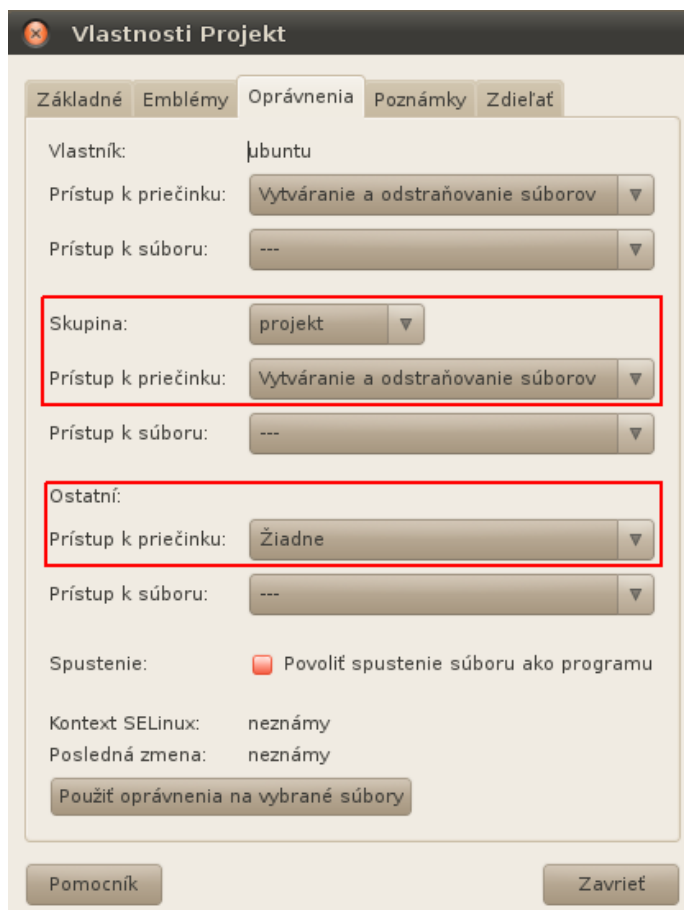 Vlastnosti Projekt
Základné Emblémy Oprávnenia Poznámky Zdieľať
Vlastník: ubuntu
Prístup k priečinku: Vytváranie a odstraňovanie súborov
Prístup k súboru: ---
Skupina: projekt
Prístup k priečinku: Vytváranie a odstraňovanie súborov
Prístup k súboru: ---
Ostatní:
Prístup k priečinku: Žiadne
Prístup k súboru: ---
Spustenie: Povoliť spustenie súboru ako programu
Kontext SELinux: neznámy
Posledná zmena: neznámy
Použiť oprávnenia na vybrané súbory
Pomocník Zavrieť